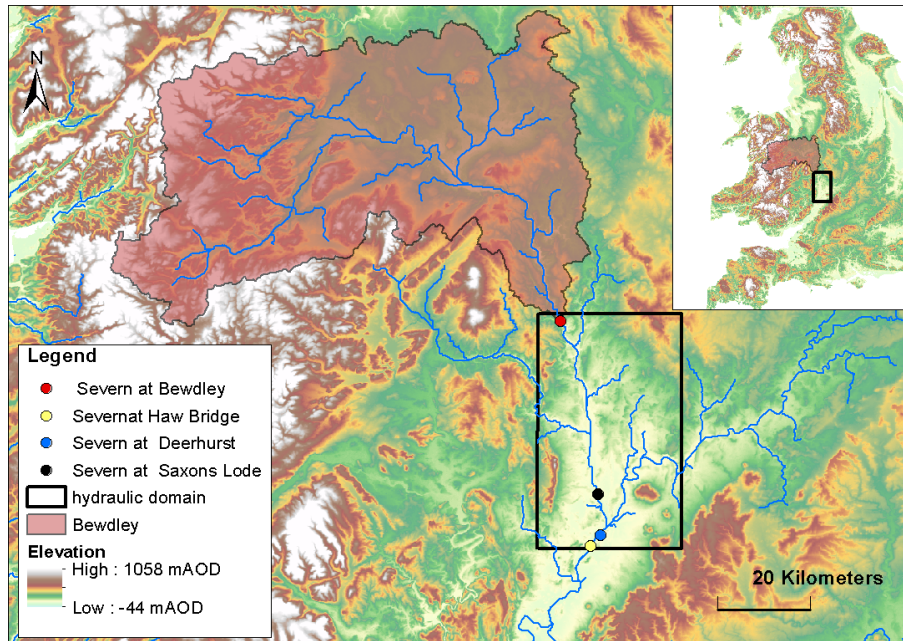 N
Legend
Severn at Bewdley
Severnat Haw Bridge
Severn at Deerhurst
Severn at Saxons Lode
hydraulic domain
Bewdley
Elevation
High : 1058 mAOD
Low : -44 mAOD
20 Kilometers